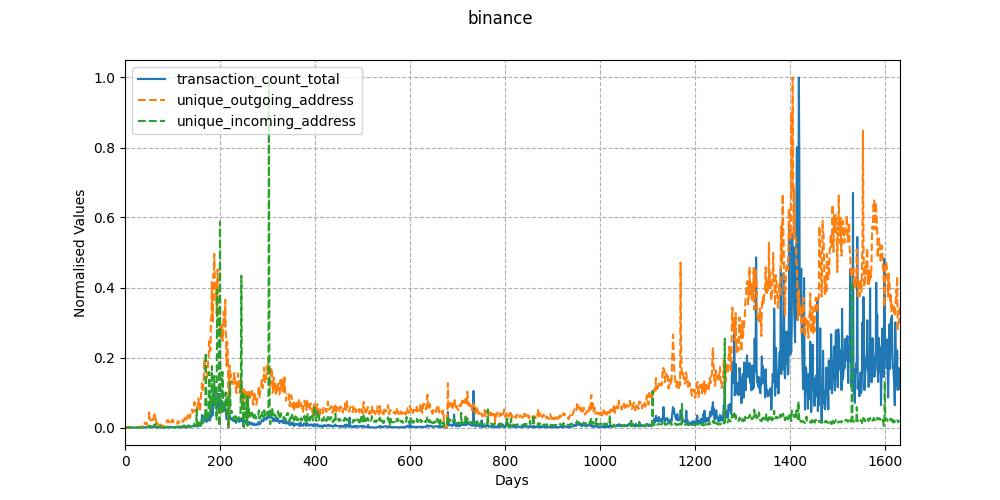 binance
transaction_count_total
unique_outgoing_address
unique_incoming_address
1.0
0.8
0.6
0.4
0.2
0.0
Normalised Values
0 200 400 600 800 1000 1200 1400 1600
Days